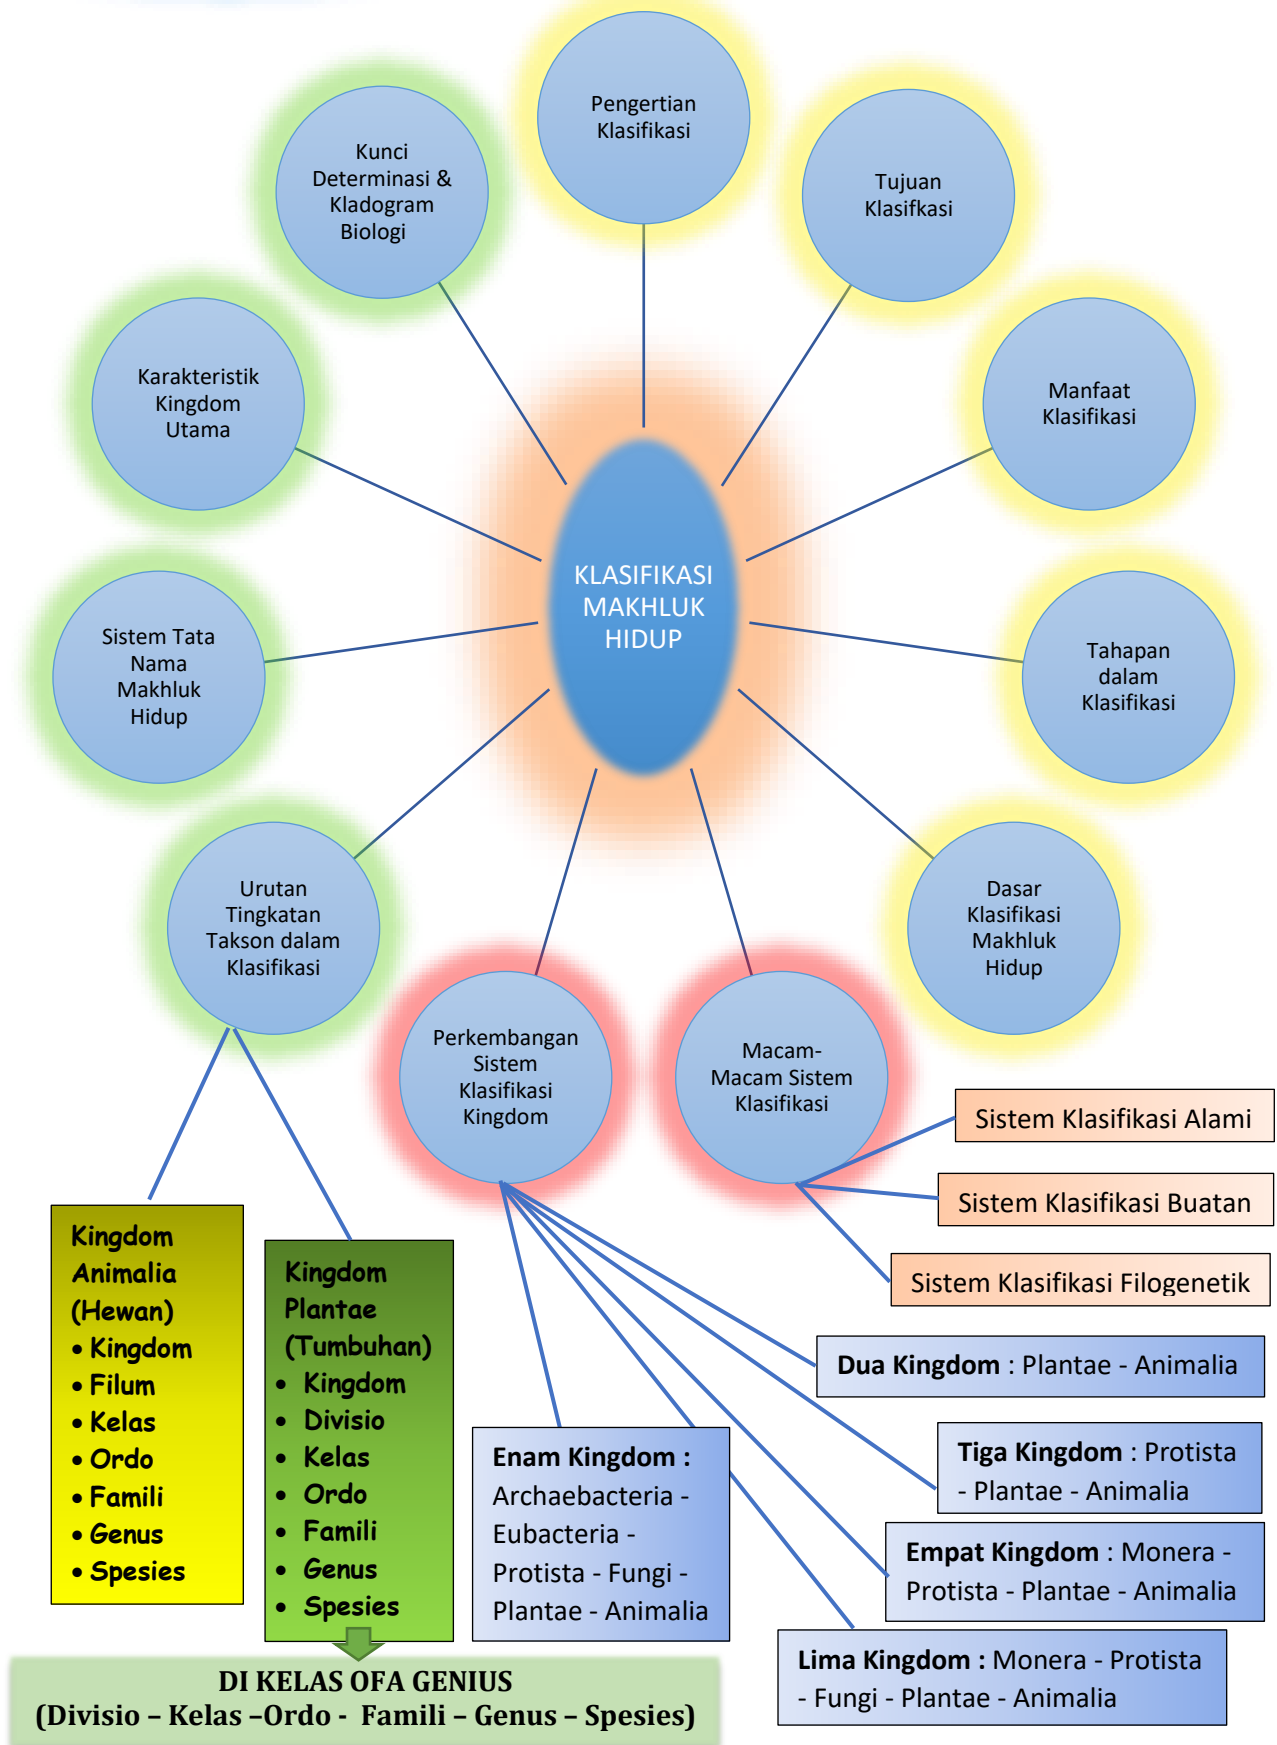 Pengertian
Klasifikasi
Tujuan
Klasifkasi
Manfaat
Klasifikasi
Tahapan
dalam
Klasifikasi
Dasar
Klasifikasi
Makhluk
Hidup
Macam-
Macam Sistem
Klasifikasi
Perkembangan
Sistem
Klasifikasi
Kingdom
Urutan
Tingkatan
Takson dalam
Klasifikasi
Sistem Tata
Nama
Makhluk
Hidup
Karakteristik
Kingdom
Utama
Kunci
Determinasi &
Kladogram
Biologi
KLASIFIKASI
MAKHLUK
HIDUP
Sistem Klasifikasi Alami
Sistem Klasifikasi Buatan
Sistem Klasifikasi Filogenetik
Kingdom
Animalia
(Hewan)
• Kingdom
• Filum
• Kelas
• Ordo
• Famili
• Genus
• Spesies
Kingdom
Plantae
(Tumbuhan)
• Kingdom
• Divisio
• Kelas
• Ordo
• Famili
• Genus
• Spesies
Dua Kingdom : Plantae - Animalia
Tiga Kingdom : Protista
- Plantae - Animalia
Empat Kingdom : Monera -
Protista - Plantae - Animalia
Lima Kingdom : Monera - Protista
- Fungi - Plantae - Animalia
Enam Kingdom :
Archaebacteria -
Eubacteria -
Protista - Fungi -
Plantae - Animalia
DI KELAS OFA GENIUS
(Divisio – Kelas –Ordo - Famili – Genus – Spesies)